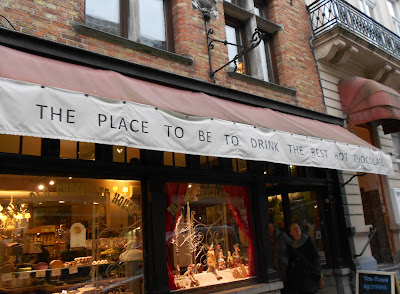 THE PLACE TO BE TO DRINK THE BEST HOT CHOCOLATE